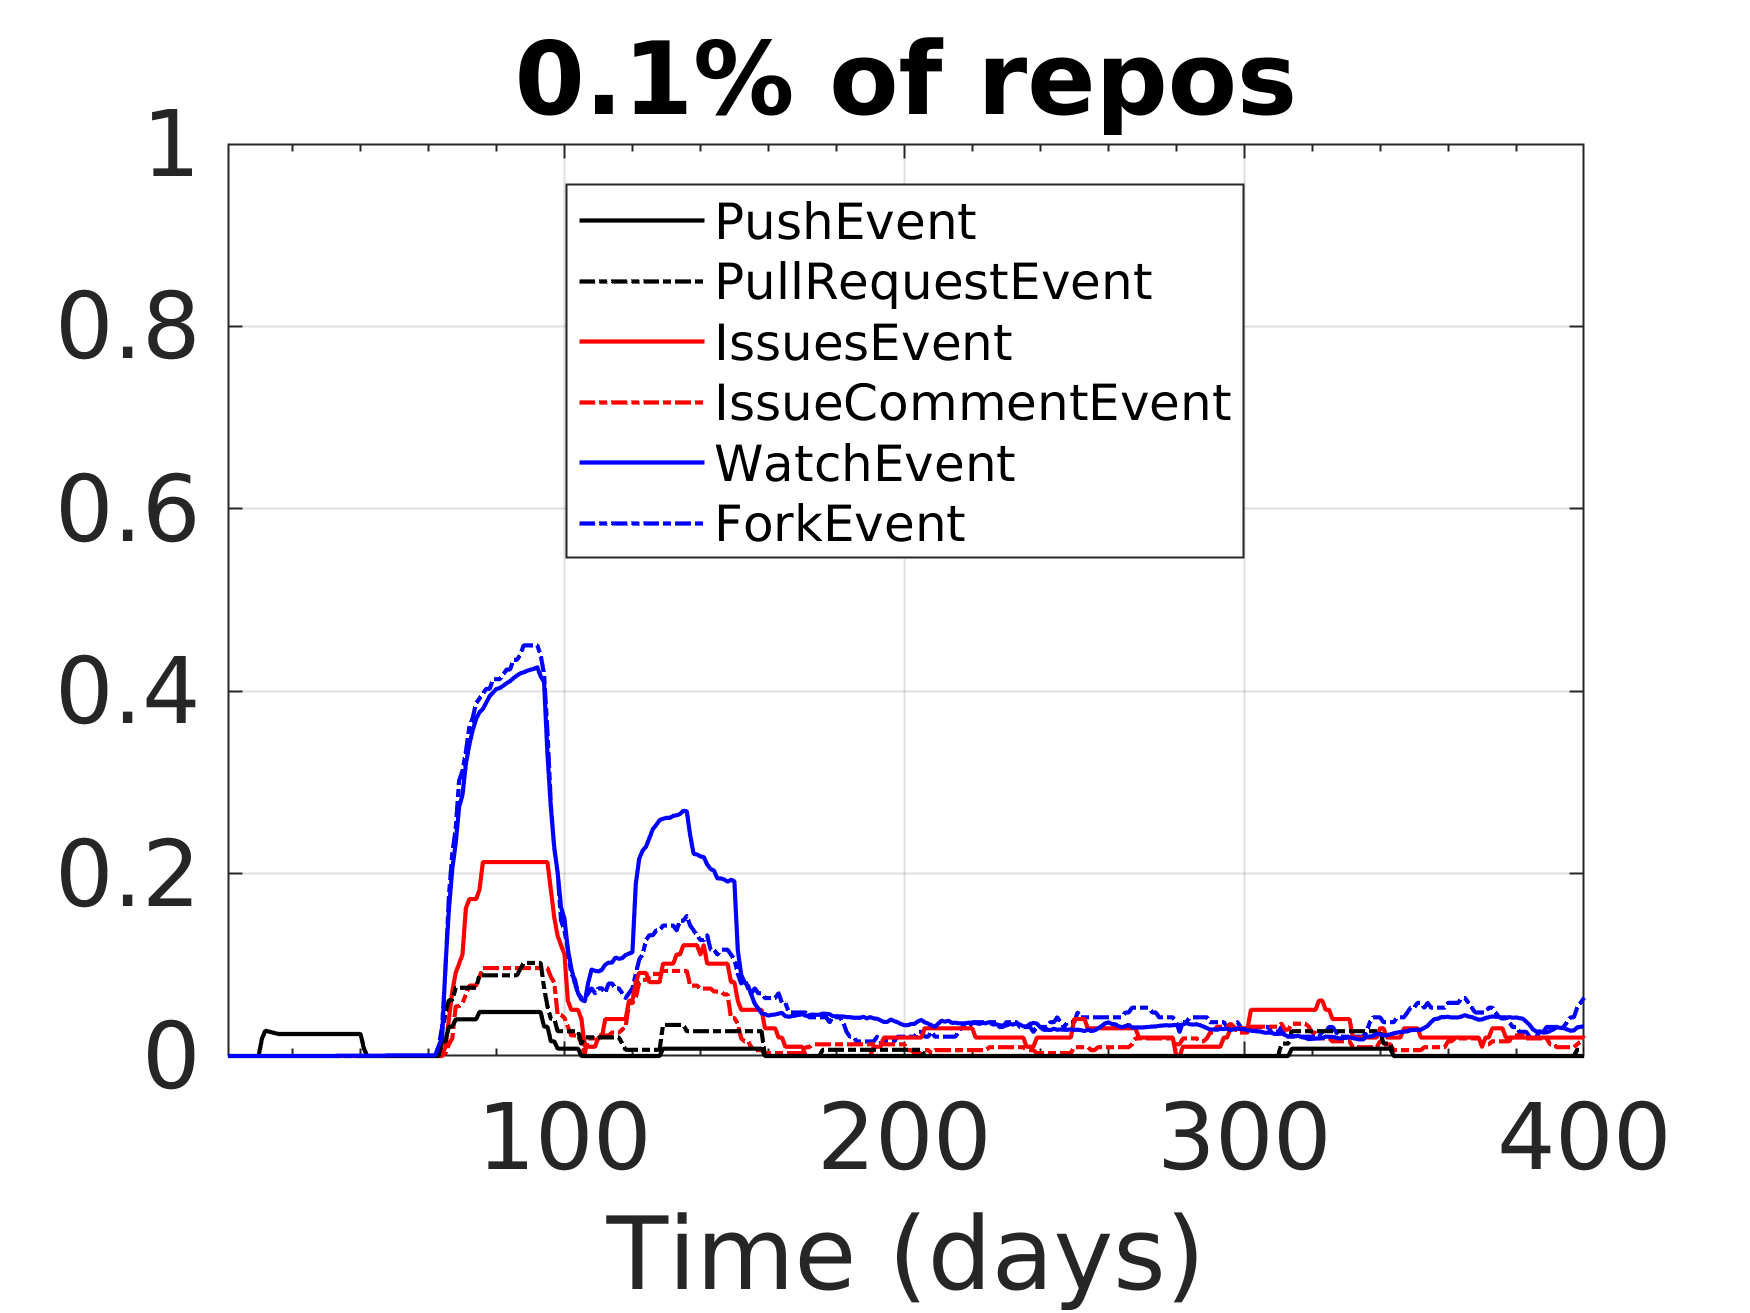 0.1% of repos
1
0.8
0.6
0.4
0.2
0
PushEvent
PullRequestEvent
IssuesEvent
IssueCommentEvent
WatchEvent
ForkEvent
100 200 300 400
Time (days)